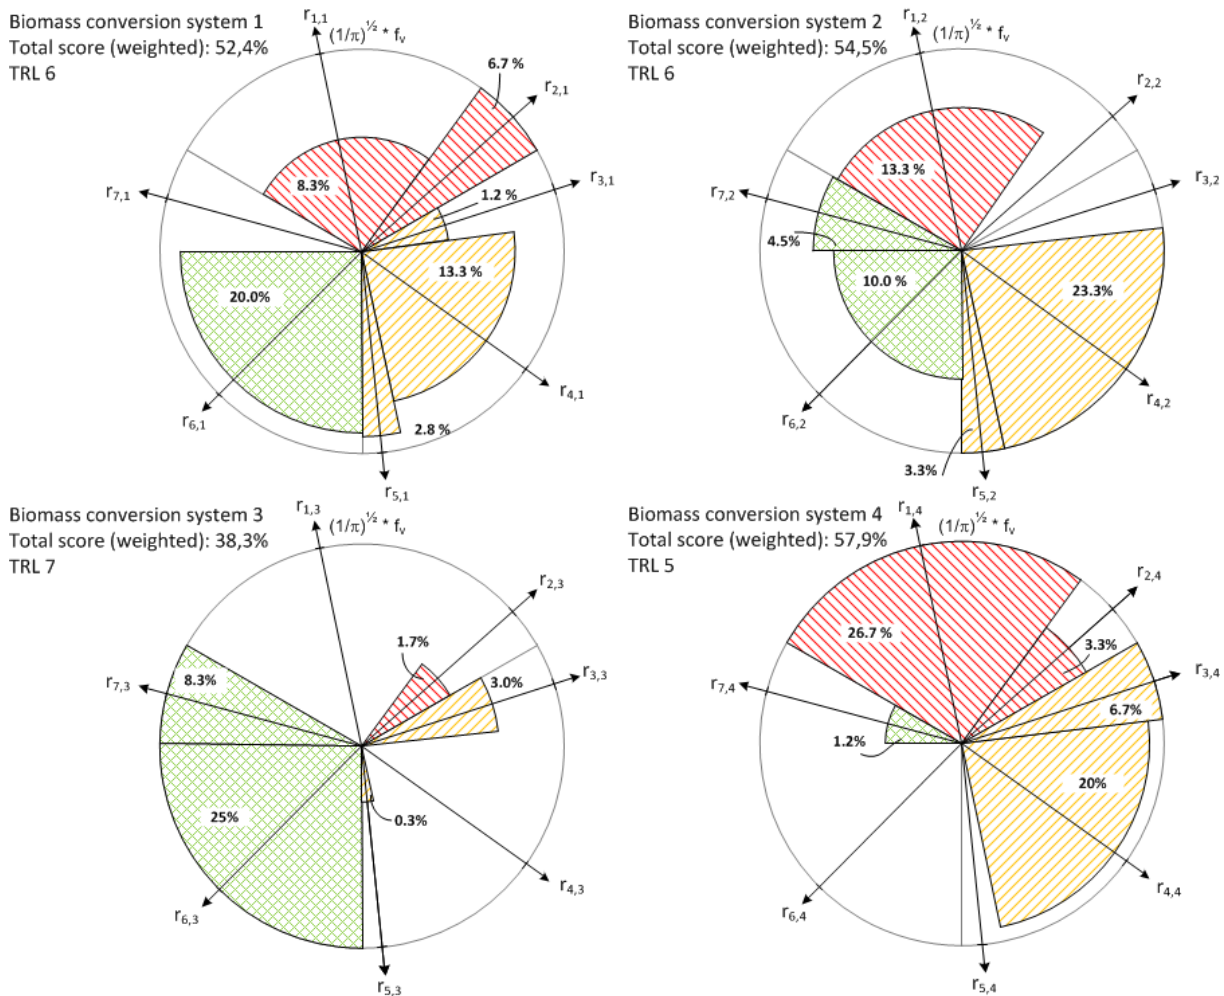 Biomass conversion system 1
Total score (weighted): 52,4%
TRL 6
r1,1
(1/π)^½ * fv
6.7 %
r2,1
r3,1
1.2 %
8.3%
r7,1
13.3 %
20.0%
r4,1
r6,1
2.8 %
r5,1
Biomass conversion system 2
Total score (weighted): 54,5%
TRL 6
r1,2
(1/π)^½ * fv
r2,2
r3,2
13.3 %
r7,2
4.5%
10.0 %
23.3%
r4,2
r6,2
3.3%
r5,2
Biomass conversion system 3
Total score (weighted): 38,3%
TRL 7
r1,3
(1/π)^½ * fv
r2,3
1.7%
r3,3
3.0%
8.3%
r7,3
25%
0.3%
r4,3
r6,3
r5,3
Biomass conversion system 4
Total score (weighted): 57,9%
TRL 5
r1,4
(1/π)^½ * fv
r2,4
26.7 %
3.3%
r3,4
r7,4
6.7%
1.2%
20%
r4,4
r6,4
r5,4